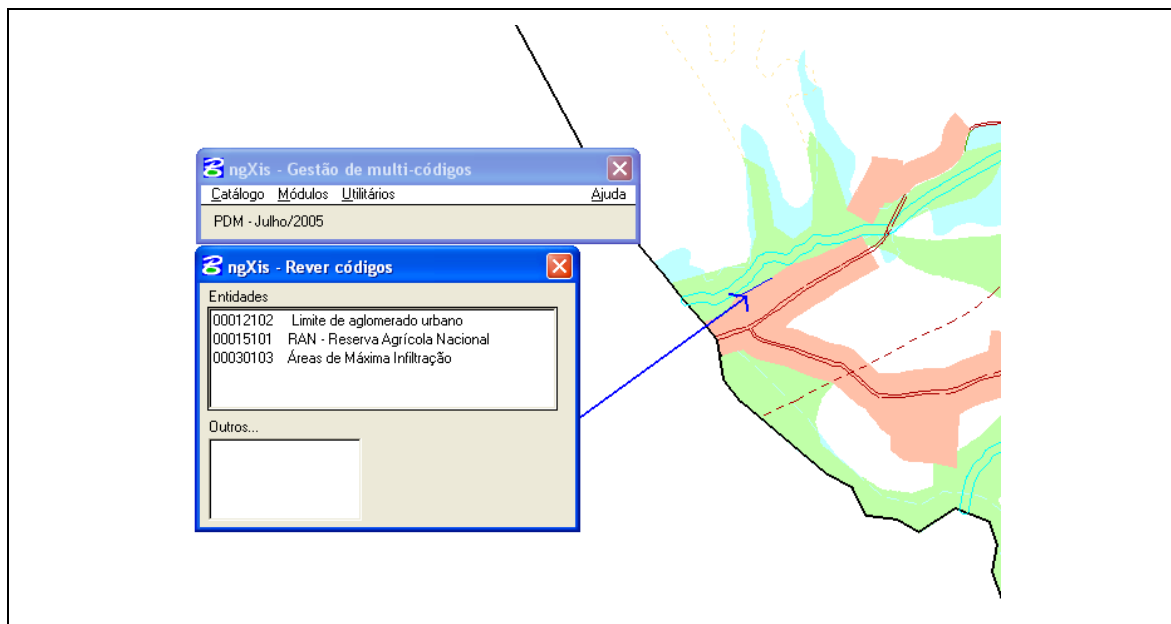 ngXis - Gestão de multi-códigos
Catálogo Módulos Utilitários Ajuda
PDM - Julho/2005
ngXis - Rever códigos
Entidades
00012102 Limite de aglomerado urbano
00015101 RAN - Reserva Agrícola Nacional
00030103 Áreas de Máxima Infiltração
Outros...